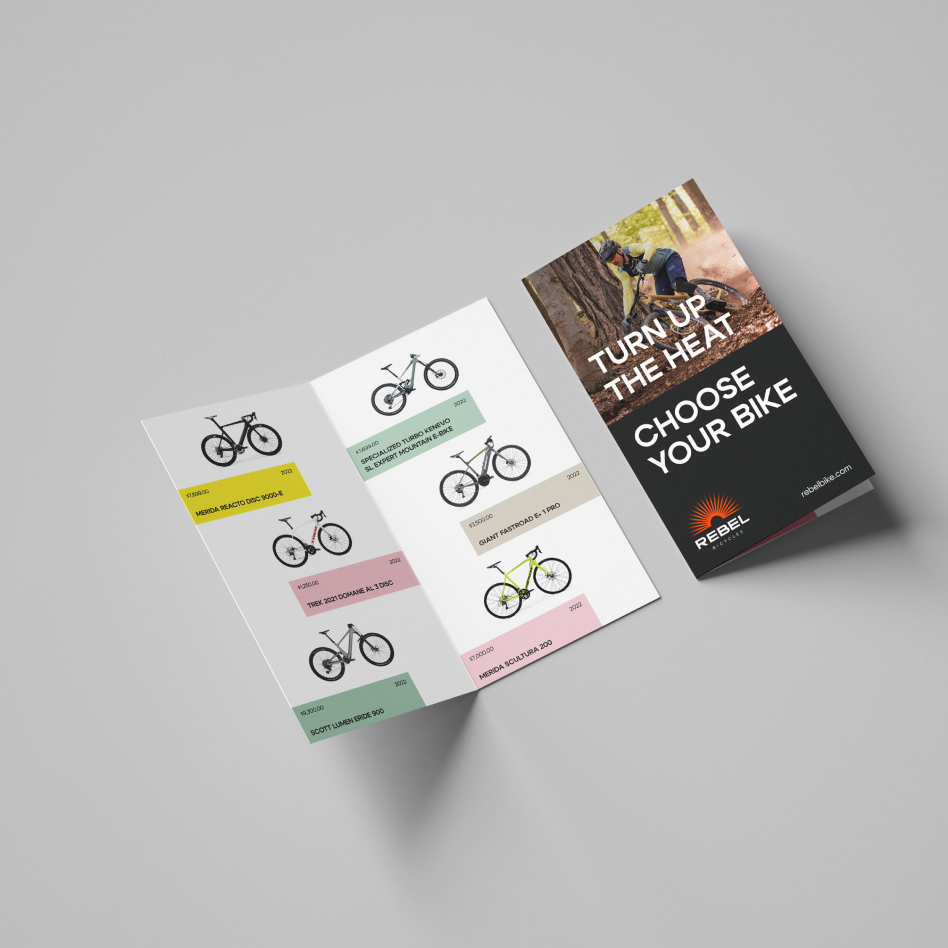 $7,699.00
2022
MERIDA REACTO DISC 9000-E
$1,250.00
2022
TREK 2021 DOMANE AL 3 DISC
$9,300.00
2022
SCOTT LUMEN ERIDE 900
$7,699.00
2022
SPECIALIZED TURBO KENEVO
SL EXPERT MOUNTAIN E-BIKE
$3,500.00
2022
GIANT FASTROAD E+ 1 PRO
$7,000.00
2022
MERIDA SCULTURA 200
TURN UP
THE HEAT
CHOOSE
YOUR BIKE
REBEL
BICYCLES
rebelbike.com